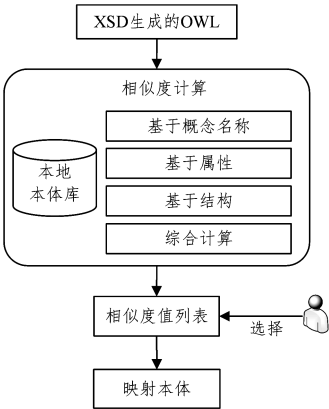 XSD生成的OWL
相似度计算
基于概念名称
本地
本体库
基于属性
基于结构
综合计算
相似度值列表
选择
映射本体